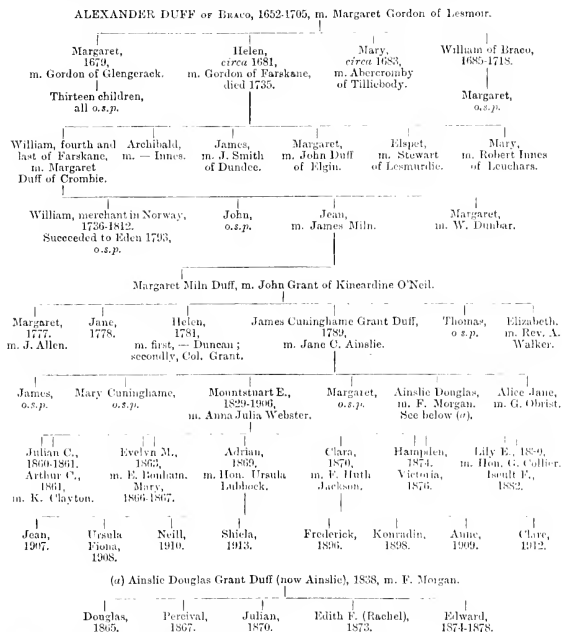 ALEXANDER DUFF OF BRACO, 1652-1705, m. Margaret Gordon of Lesmoir.
Margaret, 1679, m. Gordon of Glengerack.
Thirteen children, all o.s.p.
Helen, circa 1681, m. Gordon of Farskane, died 1735.
Mary, circa 1683, m. Abercromby of Tilliebody.
William of Braco, 1685-1718.
Margaret, o.s.p.
William, fourth and last of Farskane, m. Margaret Duff of Crombie.
Archibald, m. — Innes.
James, m. J. Smith of Dundee.
Margaret, m. John Duff of Elgin.
Elspet, m. Stewart of Lesmurdie.
Mary, m. Robert Innes of Leuchars.
William, merchant in Norway, 1736-1812. Succeeded to Eden 1793, o.s.p.
John, o.s.p.
Jean, m. James Miln.
Margaret, m. W. Dunbar.
Margaret Miln Duff, m. John Grant of Kincardine O'Neil.
Margaret, 1777. m. J. Allen.
Jane, 1778.
Helen, 1781, m. first, — Duncan; secondly, Col. Grant.
James Cuninghame Grant Duff, 1789, m. Jane C. Ainslie.
Thomas, o s.p.
Elizabeth. m. Rev. A. Walker.
James, o.s.p.
Mary Cuninghame, o.s.p.
Mountstuart E., 1829-1906, m. Anna Julia Webster.
Margaret, o.s.p.
Ainslie Douglas, m. F. Morgan. See below (a).
Alice Jane, m. G. Obrist.
Julian C., 1860-1861. Arthur C., 1861, m. K. Clayton.
Evelyn M., 1863, m. E. Bonham. Mary, 1866-1867.
Adrian, 1869, m. Hon. Ursula Lubbock.
Clara, 1870, m. F. Huth Jackson.
Hampden, 1874. Victoria, 1876.
Lily E., m. Hon. G. Collier. Iseult F., 1882.
Jean, 1907.
Ursula Fiona, 1908.
Neill, 1910.
Shiela, 1913.
Frederick, 1896.
Konradin, 1898.
Anne, 1909.
Clare, 1912.
(a) Ainslie Douglas Grant Duff (now Ainslie), 1838, m. F. Morgan.
Douglas, 1865.
Percival, 1867.
Julian, 1870.
Edith F. (Rachel), 1873.
Edward, 1874-1878.